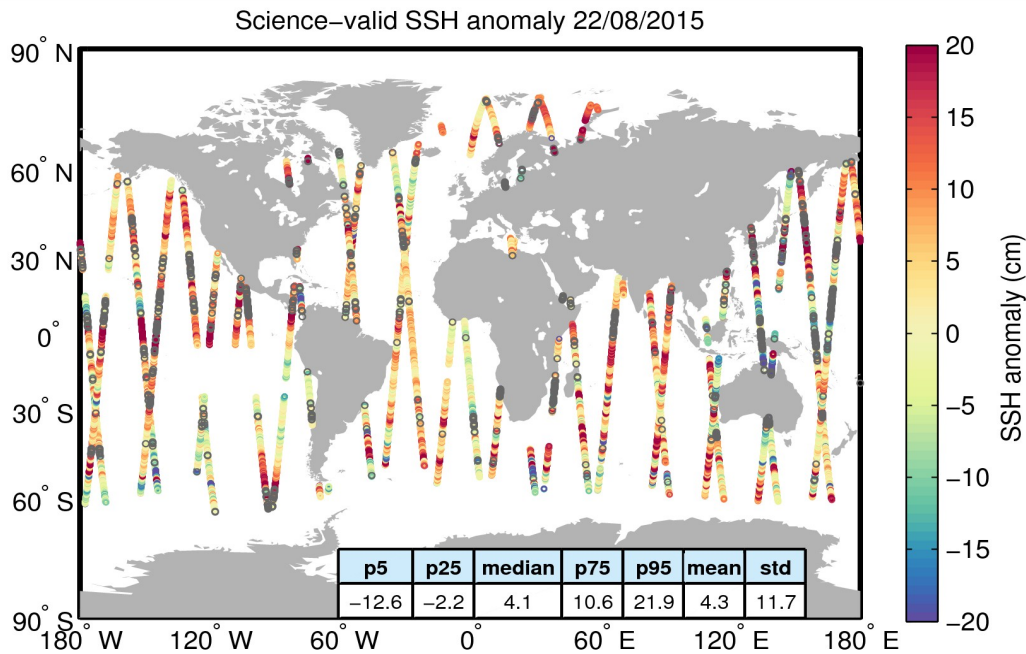 Science−valid SSH anomaly 22/08/2015
90° N
60° N
30° N
0°
30° S
60° S
90° S
180° W 120° W 60° W 0° 60° E 120° E 180° E
p5 p25 median p75 p95 mean std
−12.6 −2.2 4.1 10.6 21.9 4.3 11.7
20
15
10
5
0
−5
−10
−15
−20
SSH anomaly (cm)